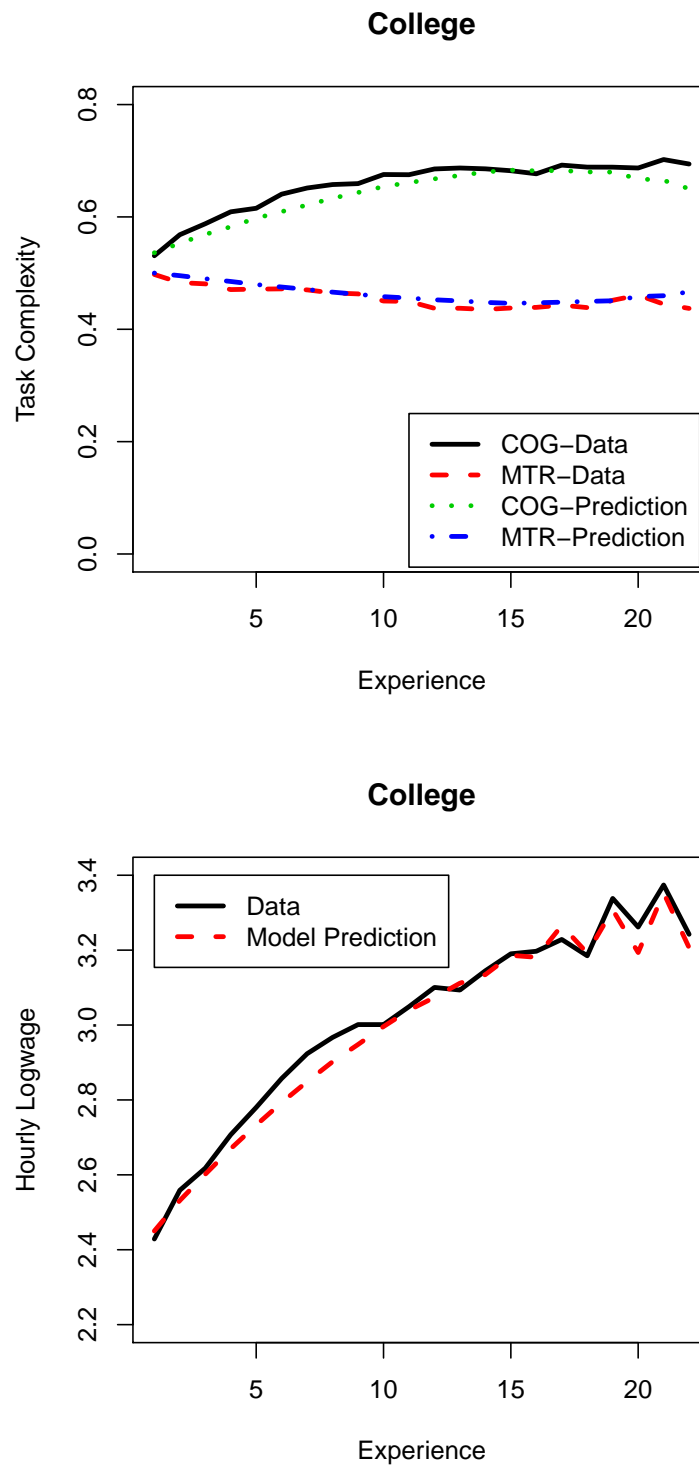 College
0.8
0.6
0.4
0.2
0.0
Task Complexity
COG−Data
MTR−Data
COG−Prediction
MTR−Prediction
5 10 15 20
Experience
College
3.4
3.2
3.0
2.8
2.6
2.4
2.2
Hourly Logwage
Data
Model Prediction
5 10 15 20
Experience